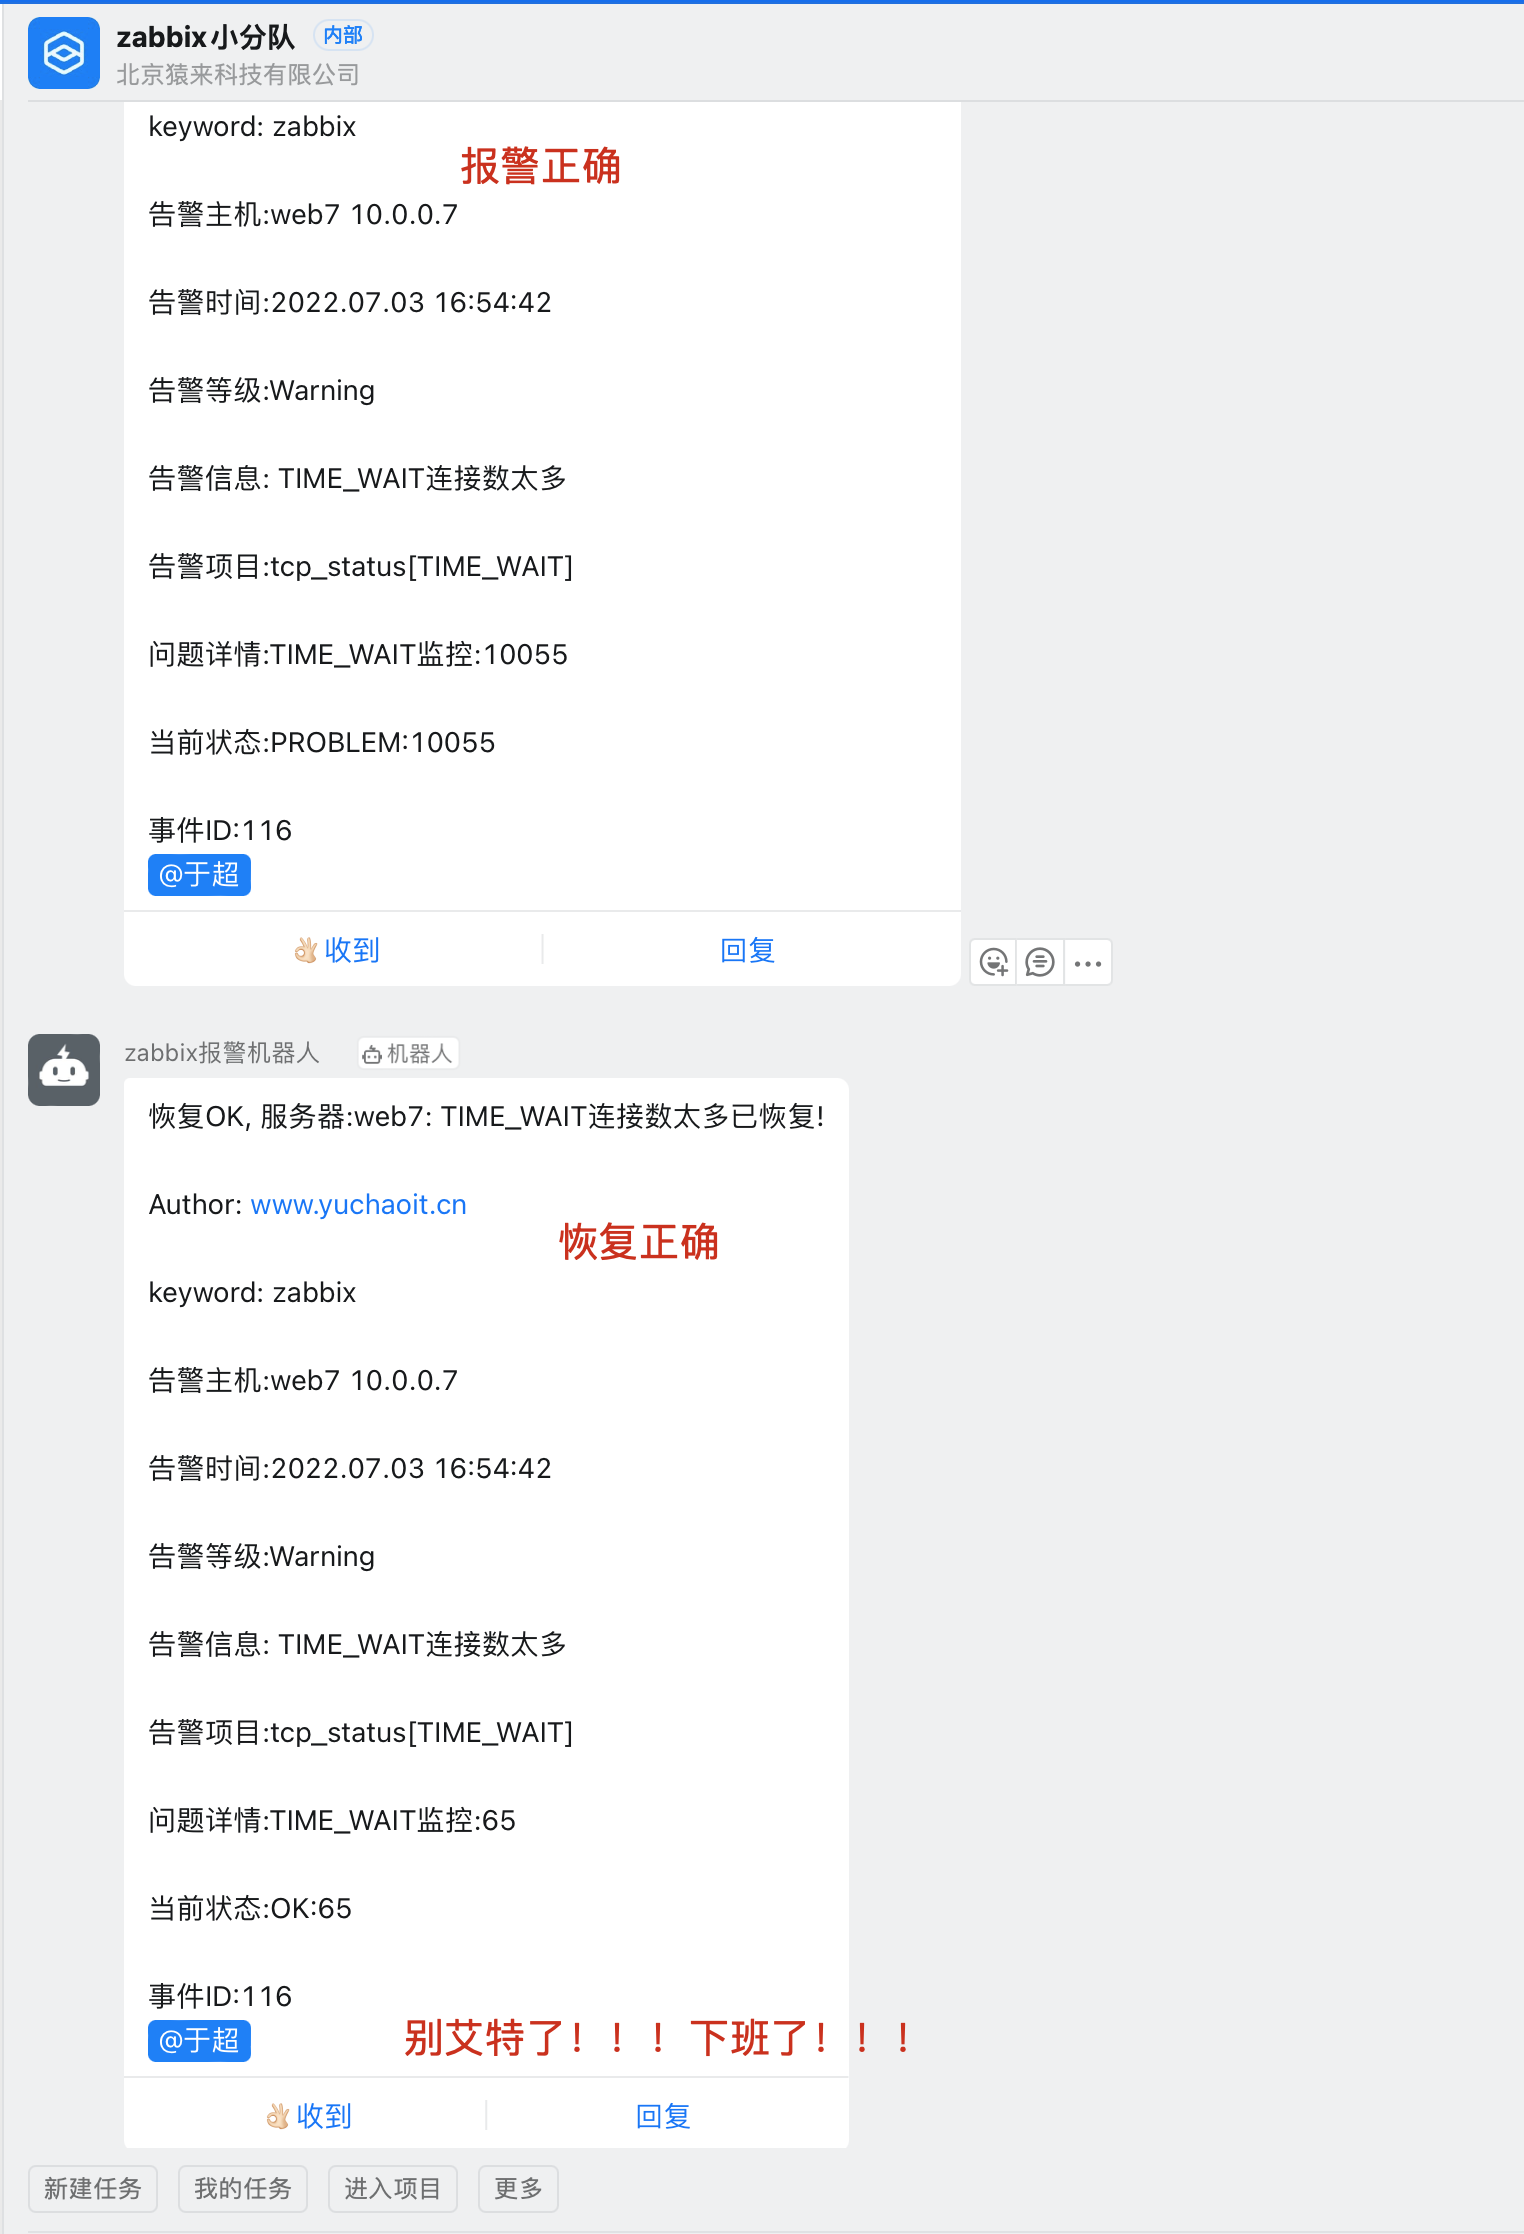 zabbix小分队 内部
北京猿来科技有限公司
keyword: zabbix
报警正确
告警主机:web7 10.0.0.7
告警时间:2022.07.03 16:54:42
告警等级:Warning
告警信息: TIME_WAIT连接数太多
告警项目:tcp_status[TIME_WAIT]
问题详情:TIME_WAIT监控:10055
当前状态:PROBLEM:10055
事件ID:116
@于超
👌收到 回复
zabbix报警机器人 机器人
恢复OK, 服务器:web7: TIME_WAIT连接数太多已恢复!
Author: www.yuchaoit.cn
恢复正确
keyword: zabbix
告警主机:web7 10.0.0.7
告警时间:2022.07.03 16:54:42
告警等级:Warning
告警信息: TIME_WAIT连接数太多
告警项目:tcp_status[TIME_WAIT]
问题详情:TIME_WAIT监控:65
当前状态:OK:65
事件ID:116
@于超 别艾特了！！！下班了！！！
👌收到 回复
新建任务 我的任务 进入项目 更多